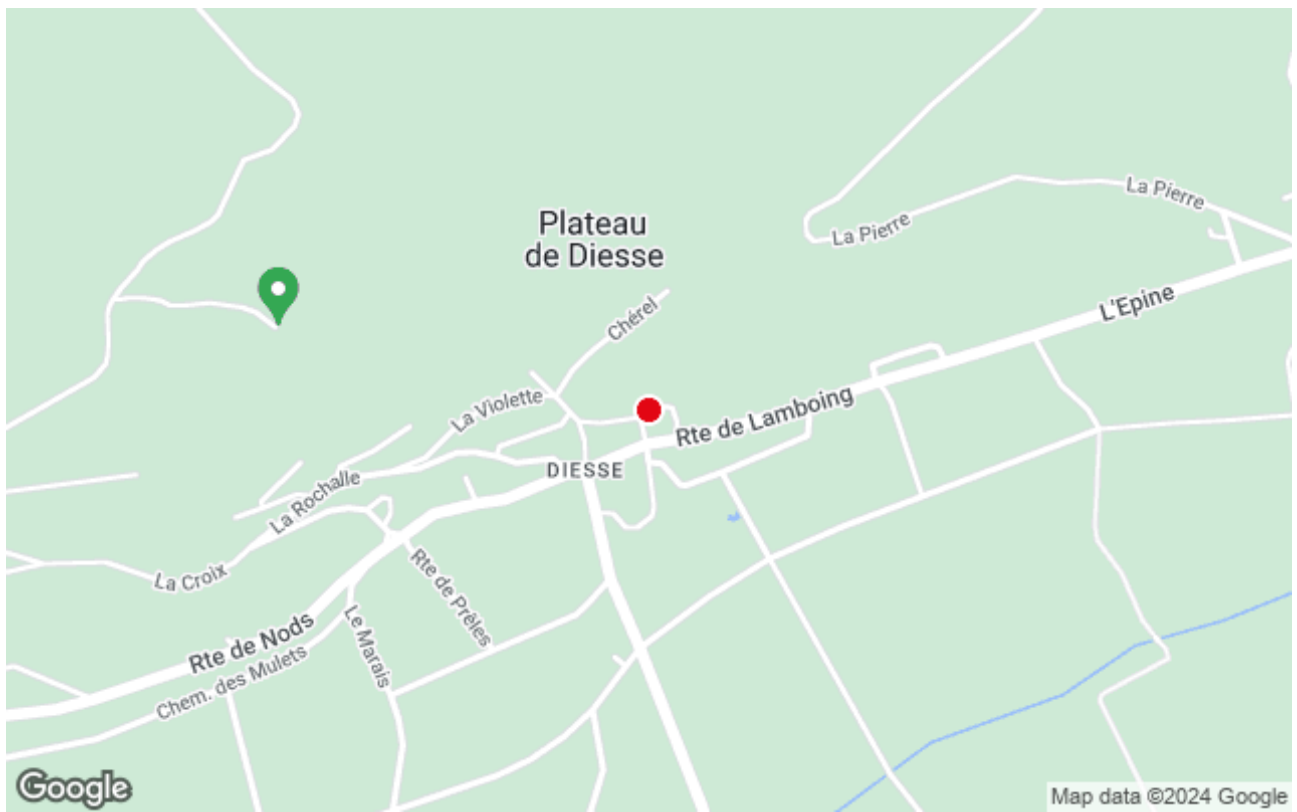 Plateau
de Diesse
La Pierre
La Pierre
L'Epine
Chérel
La Violette
Rte de Lamboing
DIESSE
La Rochalle
La Croix
Rte de Prêles
Le Marais
Rte de Nods
Chem. des Mulets
Google
Map data ©2024 Google